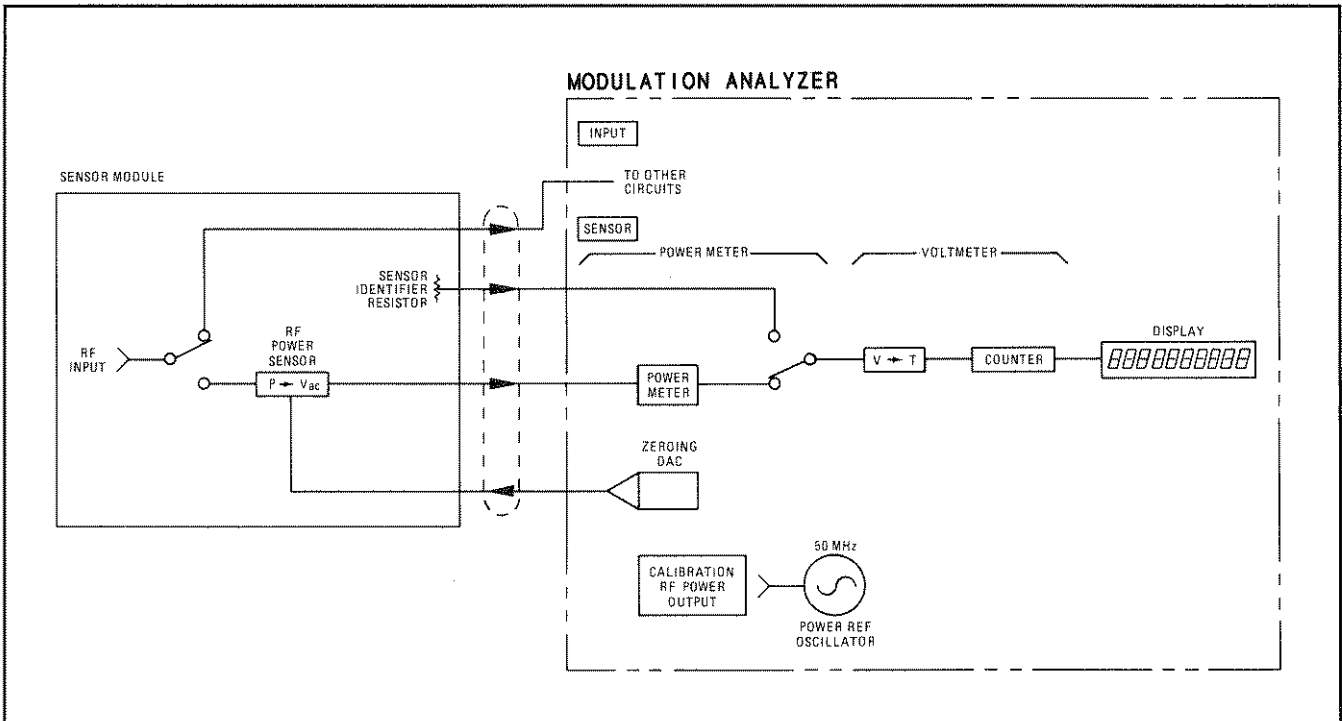 MODULATION ANALYZER
INPUT
SENSOR MODULE
TO OTHER
CIRCUITS
SENSOR
POWER METER
VOLTMETER
SENSOR
IDENTIFIER
RESISTOR
RF
INPUT
RF
POWER
SENSOR
P → Vac
POWER
METER
V → T
COUNTER
DISPLAY
8888888888
ZEROING
DAC
CALIBRATION
RF POWER
OUTPUT
50 MHz
POWER REF
OSCILLATOR